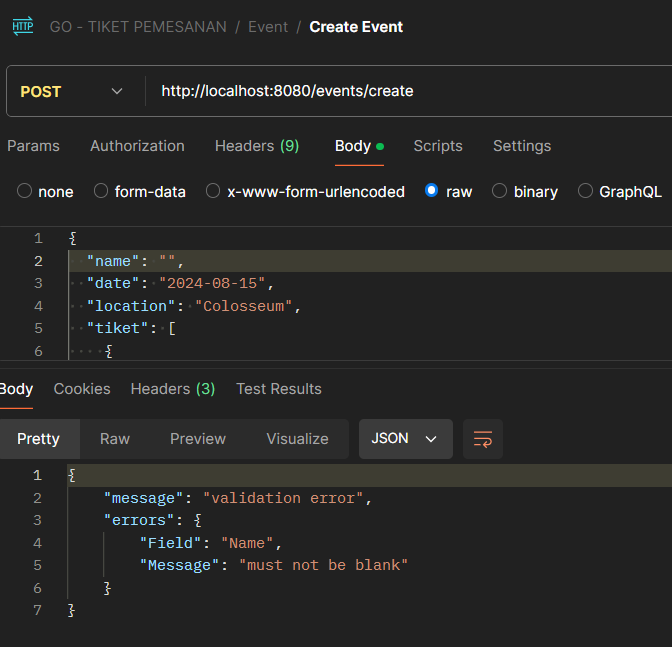 HTTP GO - TIKET PEMESANAN / Event / Create Event
POST http://localhost:8080/events/create
Params Authorization Headers (9) Body Scripts Settings
none form-data x-www-form-urlencoded raw binary GraphQL
1 {
2 "name": "",
3 "date": "2024-08-15",
4 "location": "Colosseum",
5 "tiket": [
6 {
Body Cookies Headers (3) Test Results
Pretty Raw Preview Visualize JSON
1 {
2 "message": "validation error",
3 "errors": {
4 "Field": "Name",
5 "Message": "must not be blank"
6 }
7 }